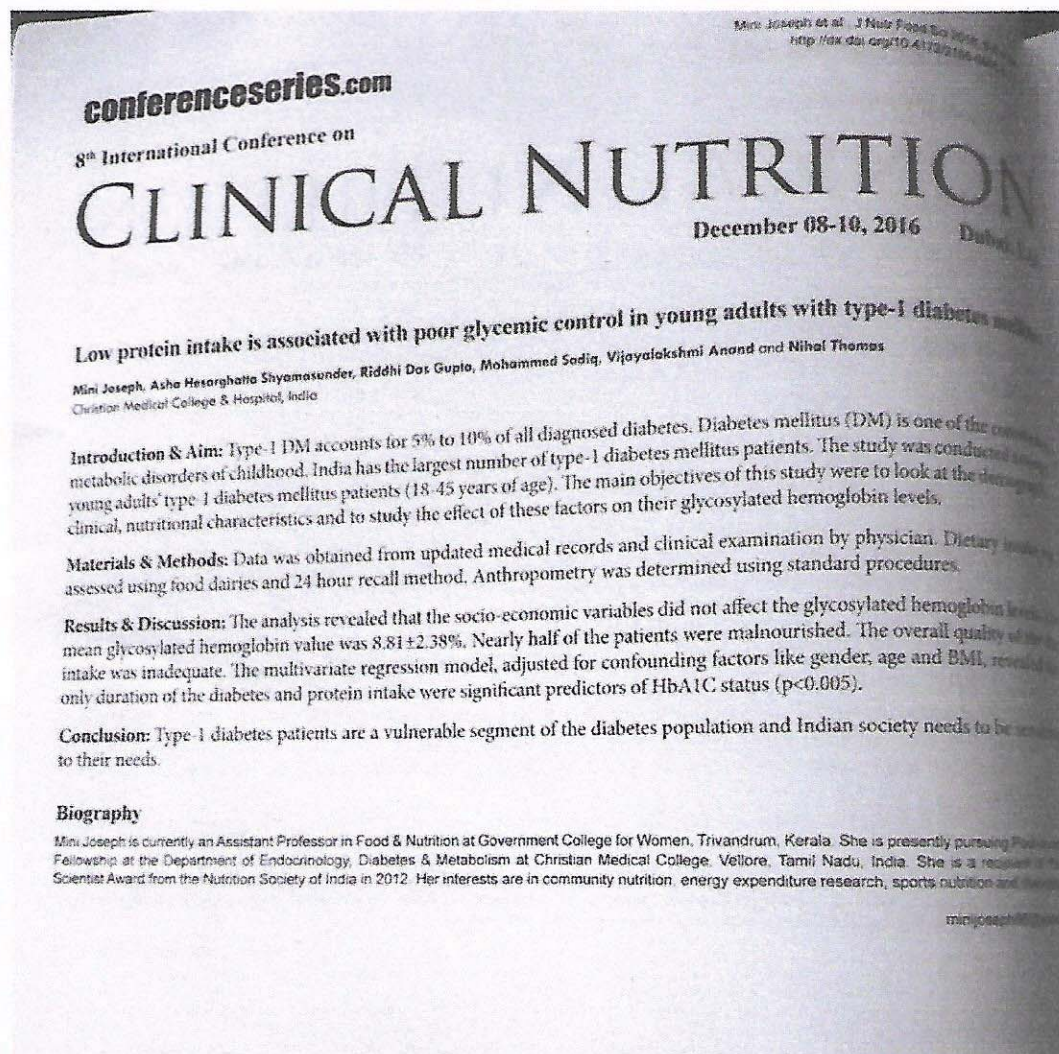 Mini Joseph et al., J Nutr Food Sci
http://dx.doi.org/10.4172/2155-
conferenceseries.com
8th International Conference on
CLINICAL NUTRITION
December 08-10, 2016 Dubai,
Low protein intake is associated with poor glycemic control in young adults with type-1 diabetes
Mini Joseph, Asha Hesarghatta Shyamasunder, Riddhi Das Gupta, Mohammed Sadiq, Vijayalakshmi Anand and Nihal Thomas
Christian Medical College & Hospital, India
Introduction & Aim: Type-1 DM accounts for 5% to 10% of all diagnosed diabetes. Diabetes mellitus (DM) is one of the
metabolic disorders of childhood. India has the largest number of type-1 diabetes mellitus patients. The study was conducted
young adults' type-1 diabetes mellitus patients (18-45 years of age). The main objectives of this study were to look at the
clinical, nutritional characteristics and to study the effect of these factors on their glycosylated hemoglobin levels.
Materials & Methods: Data was obtained from updated medical records and clinical examination by physician. Dietary
assessed using food dairies and 24 hour recall method. Anthropometry was determined using standard procedures.
Results & Discussion: The analysis revealed that the socio-economic variables did not affect the glycosylated hemoglobin
mean glycosylated hemoglobin value was 8.81±2.38%. Nearly half of the patients were malnourished. The overall quality of
intake was inadequate. The multivariate regression model, adjusted for confounding factors like gender, age and BMI, revealed
only duration of the diabetes and protein intake were significant predictors of HbA1C status (p<0.005).
Conclusion: Type-1 diabetes patients are a vulnerable segment of the diabetes population and Indian society needs to be
to their needs.
Biography
Mini Joseph is currently an Assistant Professor in Food & Nutrition at Government College for Women, Trivandrum, Kerala. She is presently pursuing
Fellowship at the Department of Endocrinology, Diabetes & Metabolism at Christian Medical College, Vellore, Tamil Nadu, India. She is a
Scientist Award from the Nutrition Society of India in 2012. Her interests are in community nutrition, energy expenditure research, sports nutrition and